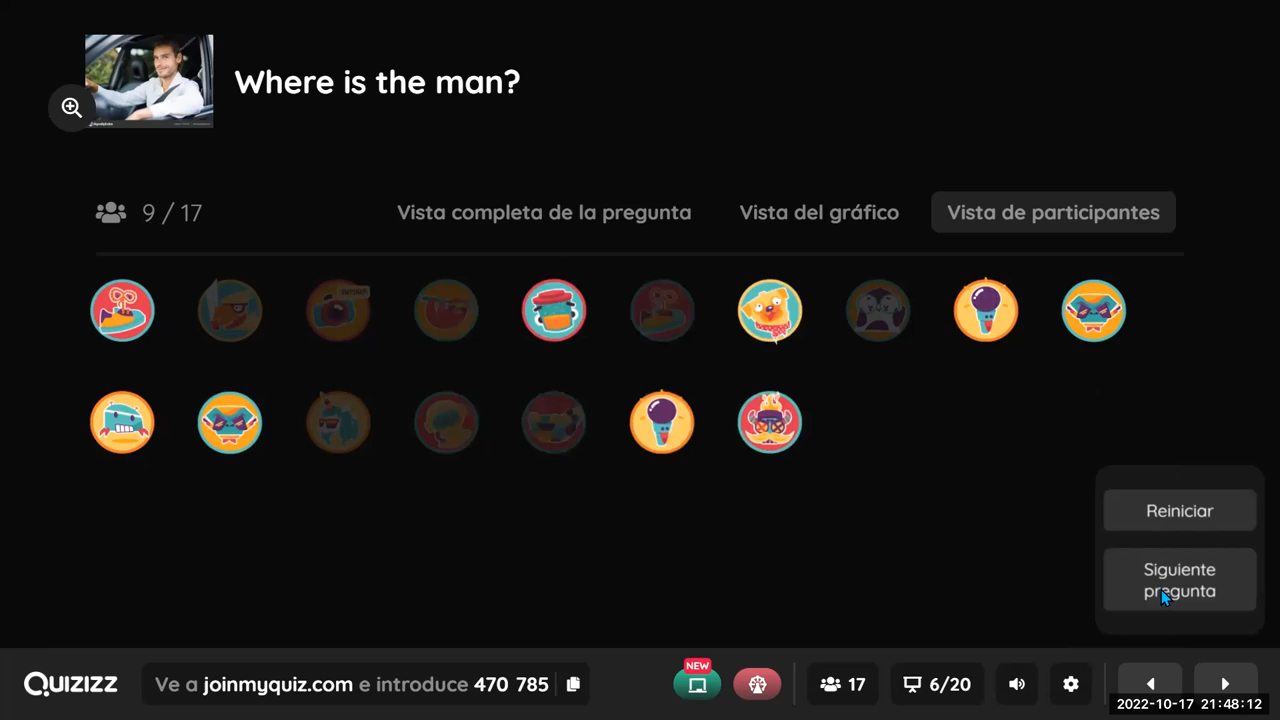 Where is the man?
9 / 17
Vista completa de la pregunta
Vista del gráfico
Vista de participantes
Reiniciar
Siguiente
pregunta
NEW
Quizizz
Ve a joinmyquiz.com e introduce 470 785
17
6/20
2022-10-17 21:48:12